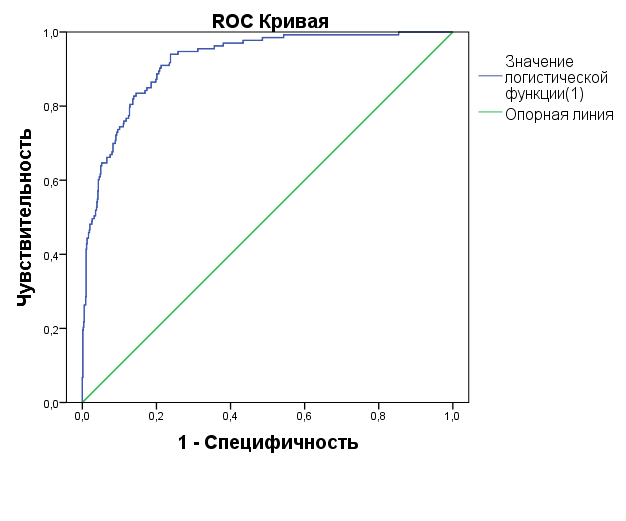 ROC Кривая
1,0
0,8
0,6
0,4
0,2
0,0
0,0
0,2
0,4
0,6
0,8
1,0
Чувствительность
1 - Специфичность
Значение
логистической
функции(1)
Опорная линия